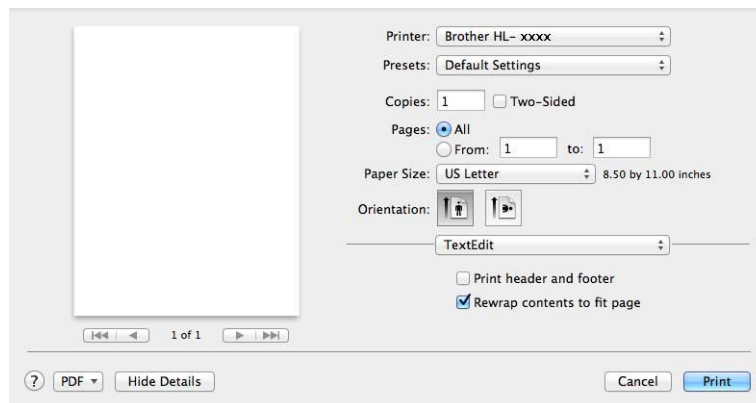 Printer: Brother HL- xxxx
Presets: Default Settings
Copies: 1 Two-Sided
Pages: All
From: 1 to: 1
Paper Size: US Letter 8.50 by 11.00 inches
Orientation:
TextEdit
Print header and footer
Rewrap contents to fit page
1 of 1
? PDF Hide Details Cancel Print